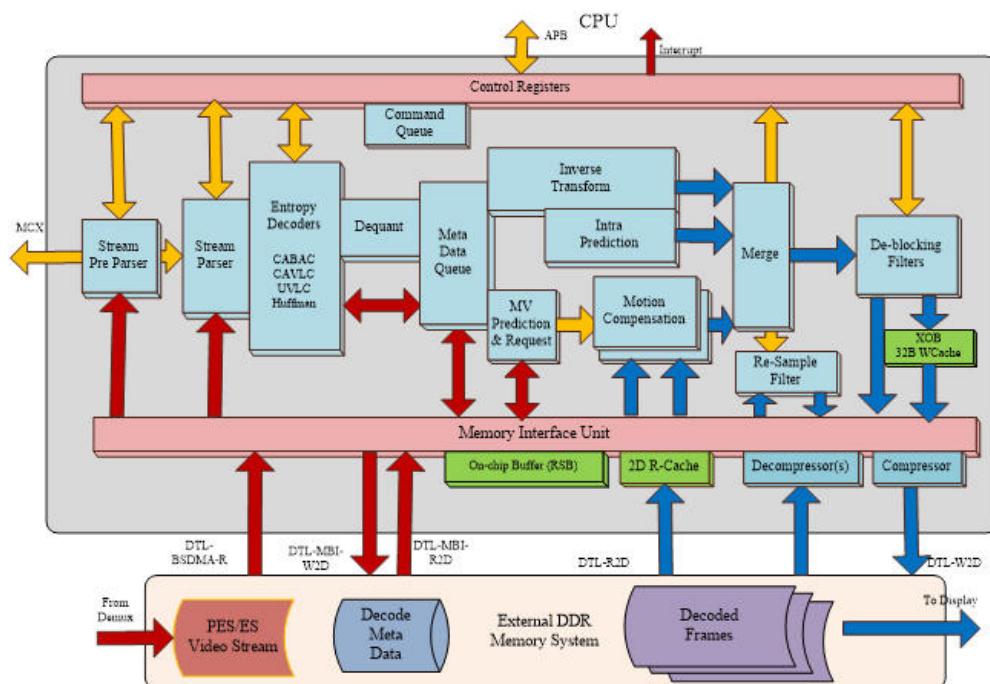 CPU
APB
Interrupt
Control Registers
Command
Queue
MCX
Stream
Pre Parser
Stream
Parser
Entropy
Decoders
CABAC
CAVLC
UVLC
Huffman
Dequant
Meta
Data
Queue
Inverse
Transform
Intra
Prediction
MV
Prediction
& Request
Motion
Compensation
Merge
De-blocking
Filters
XOB
32B WCache
Re-Sample
Filter
Memory Interface Unit
On-chip Buffer (RSB)
2D R-Cache
Decompressor(s)
Compressor
DTL-
BSDMA-R
DTL-MBI-
W2D
DTL-MBI-
R2D
DTL-R2D
DTL-W2D
From
Demux
PES/ES
Video Stream
Decode
Meta
Data
External DDR
Memory System
Decoded
Frames
To Display